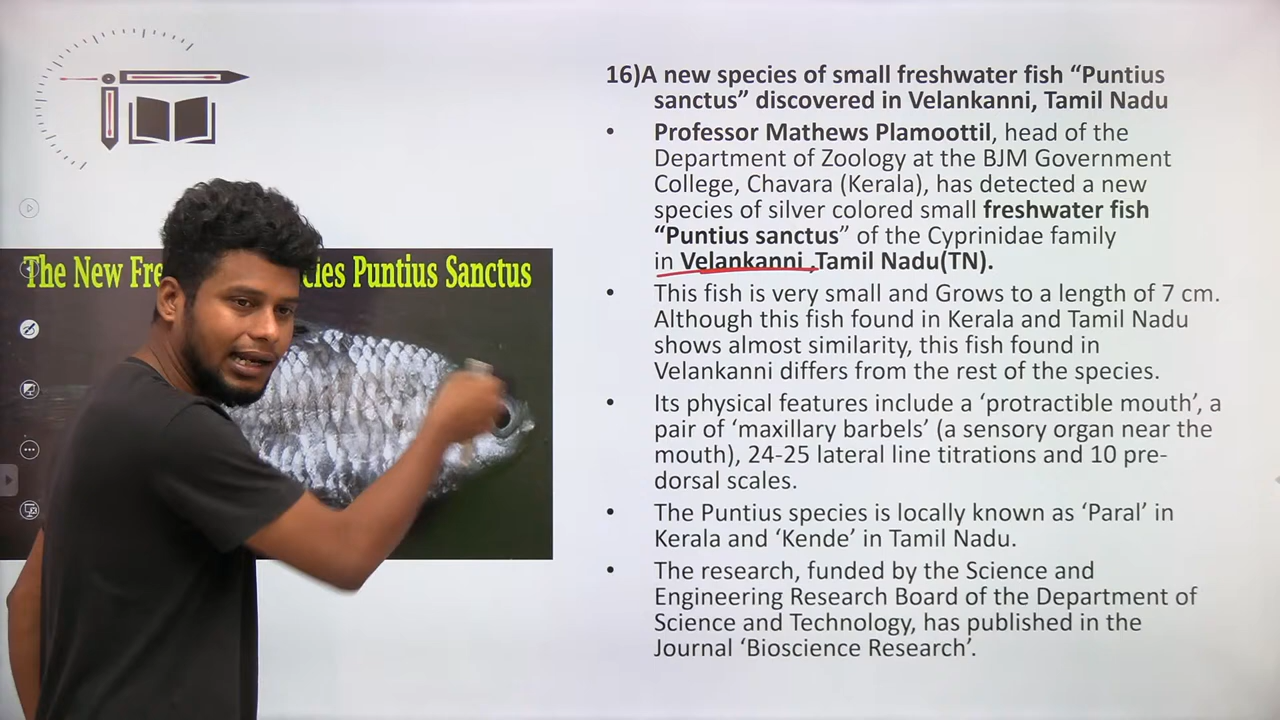 16)A new species of small freshwater fish “Puntius
sanctus” discovered in Velankanni, Tamil Nadu
• Professor Mathews Plamoottil, head of the
Department of Zoology at the BJM Government
College, Chavara (Kerala), has detected a new
species of silver colored small freshwater fish
“Puntius sanctus” of the Cyprinidae family
in Velankanni ,Tamil Nadu(TN).
• This fish is very small and Grows to a length of 7 cm.
Although this fish found in Kerala and Tamil Nadu
shows almost similarity, this fish found in
Velankanni differs from the rest of the species.
• Its physical features include a ‘protractible mouth’, a
pair of ‘maxillary barbels’ (a sensory organ near the
mouth), 24-25 lateral line titrations and 10 pre-
dorsal scales.
• The Puntius species is locally known as ‘Paral’ in
Kerala and ‘Kende’ in Tamil Nadu.
• The research, funded by the Science and
Engineering Research Board of the Department of
Science and Technology, has published in the
Journal ‘Bioscience Research’.
The New Puntius Sanctus